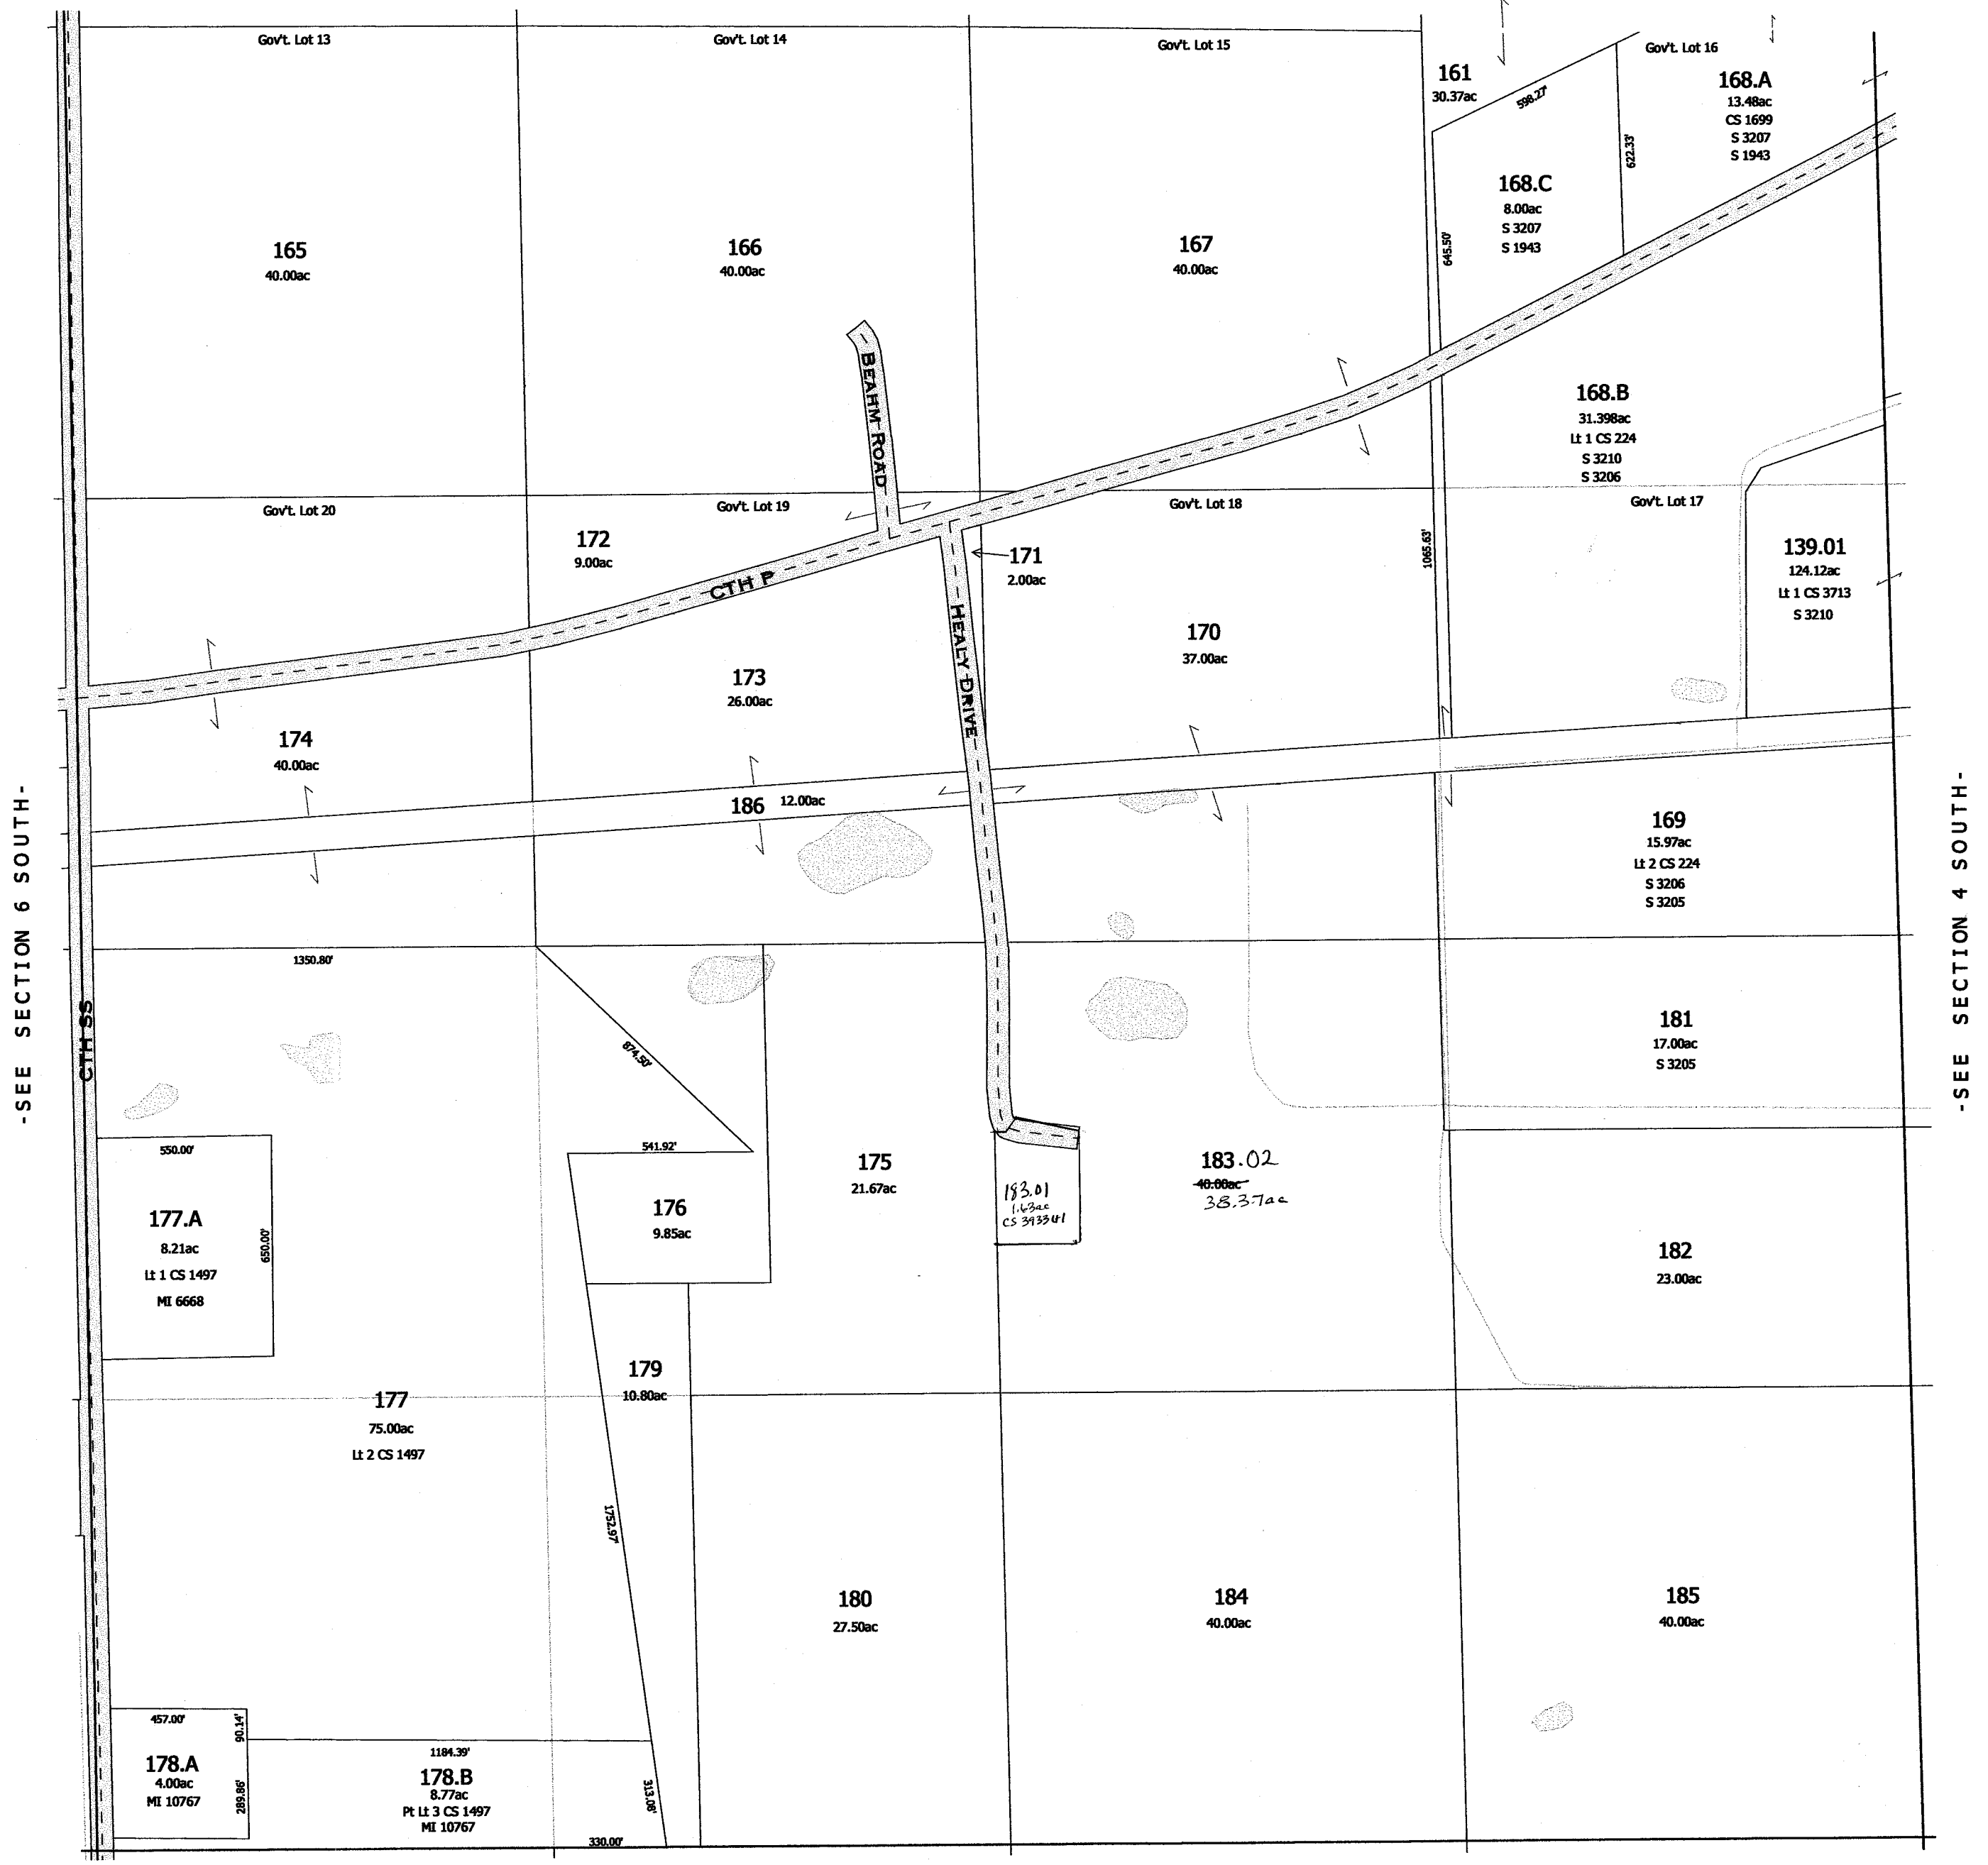 Gov't. Lot 13
Gov't. Lot 14
Gov't. Lot 15
Gov't. Lot 16
161
30.37ac
598.27'
168.A
13.48ac
CS 1699
S 3207
S 1943
622.33'
168.C
8.00ac
S 3207
S 1943
645.50'
165
40.00ac
166
40.00ac
167
40.00ac
BEAHM ROAD
168.B
31.398ac
Lt 1 CS 224
S 3210
S 3206
Gov't. Lot 20
Gov't. Lot 19
Gov't. Lot 18
Gov't. Lot 17
172
9.00ac
171
2.00ac
1065.63'
139.01
124.12ac
Lt 1 CS 3713
S 3210
CTH P
HEALY DRIVE
170
37.00ac
173
26.00ac
174
40.00ac
186 12.00ac
169
15.97ac
Lt 2 CS 224
S 3206
S 3205
-SEE SECTION 6 SOUTH-
-SEE SECTION 4 SOUTH-
1350.80'
CTH SS
874.50'
181
17.00ac
S 3205
550.00'
541.92'
177.A
8.21ac
Lt 1 CS 1497
MI 6668
650.00'
176
9.85ac
175
21.67ac
183.01
1.63ac
CS 3933 Lt 1
183.02
40.00ac
38.37ac
182
23.00ac
179
10.80ac
177
75.00ac
Lt 2 CS 1497
1752.97'
180
27.50ac
184
40.00ac
185
40.00ac
457.00'
90.14'
178.A
4.00ac
MI 10767
289.86'
1184.39'
178.B
8.77ac
Pt Lt 3 CS 1497
MI 10767
313.08'
330.00'